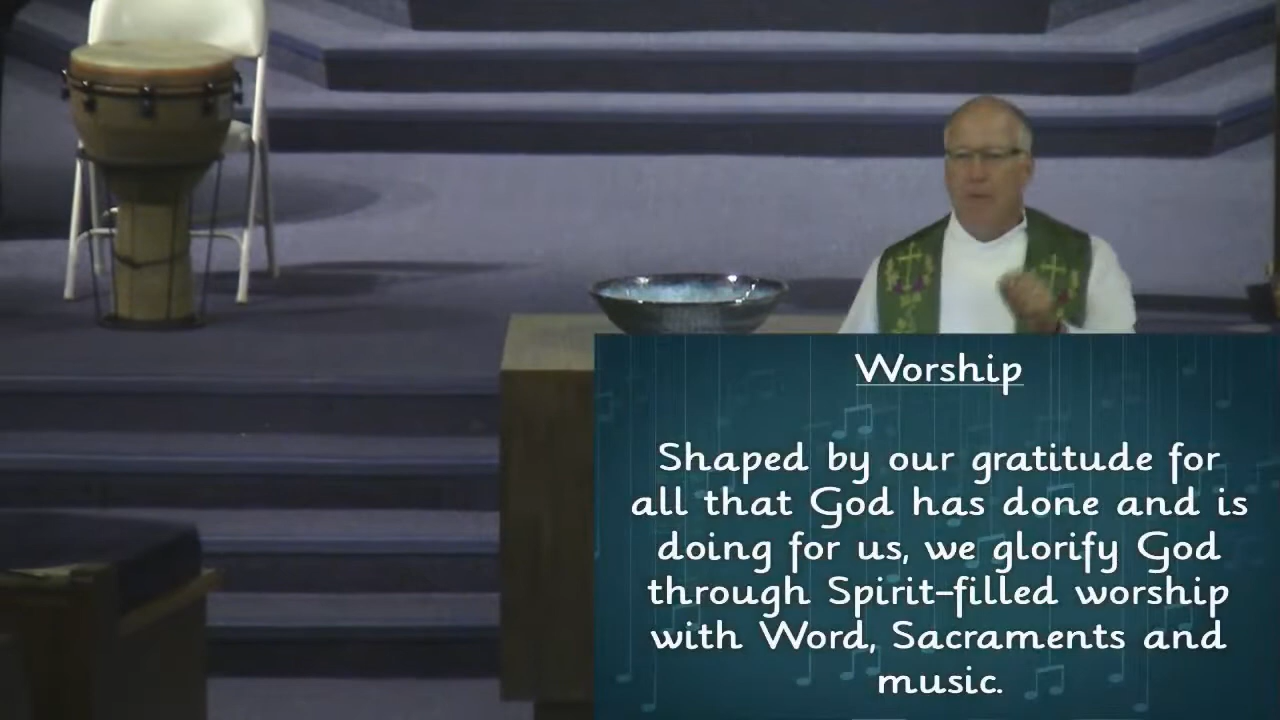 Worship
Shaped by our gratitude for
all that God has done and is
doing for us, we glorify God
through Spirit-filled worship
with Word, Sacraments and
music.